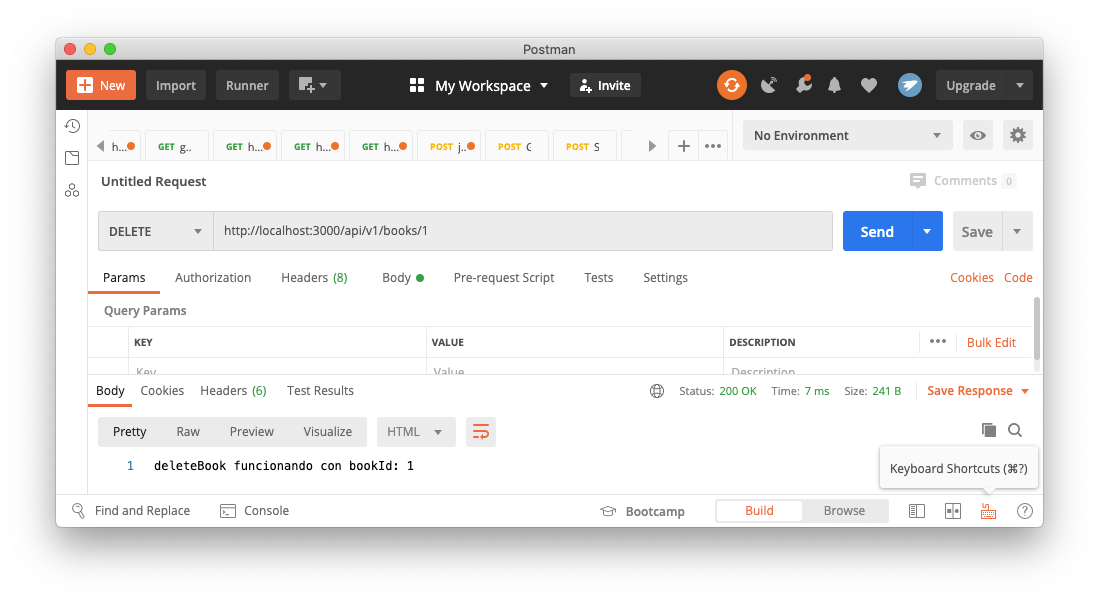 Postman
New Import Runner My Workspace Invite Upgrade
h... GET g.. GET h... GET h... GET h... POST j... POST POST S No Environment
Untitled Request Comments 0
DELETE http://localhost:3000/api/v1/books/1 Send Save
Params Authorization Headers (8) Body Pre-request Script Tests Settings Cookies Code
Query Params
KEY VALUE DESCRIPTION ••• Bulk Edit
Key Value Description
Body Cookies Headers (6) Test Results Status: 200 OK Time: 7 ms Size: 241 B Save Response
Pretty Raw Preview Visualize HTML
1 deleteBook funcionando con bookId: 1
Keyboard Shortcuts (⌘?)
Find and Replace Console Bootcamp Build Browse